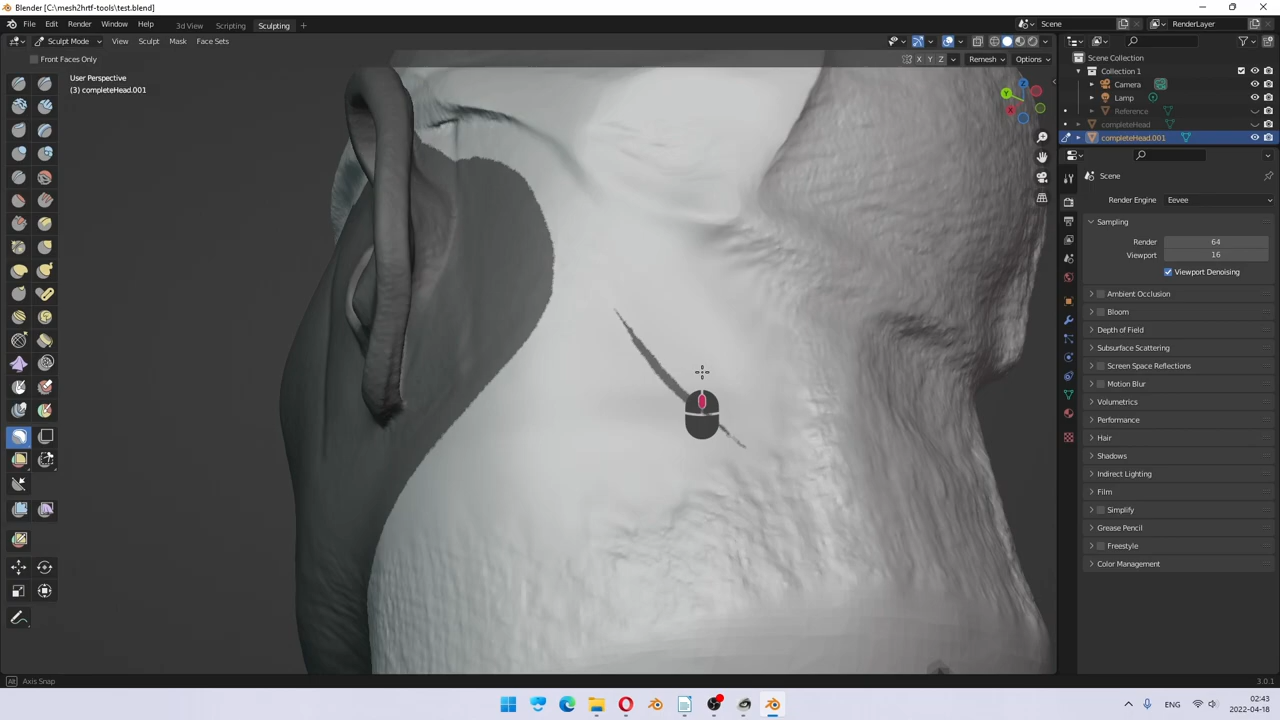 Blender [C:\mesh2hrtf-tools\test.blend]
File Edit Render Window Help 3d View Scripting Sculpting Scene RenderLayer
Sculpt Mode View Sculpt Mask Face Sets
Front Faces Only X Y Z Remesh Options
User Perspective
(3) completeHead.001
Z
Y
X
Scene Collection
Collection 1
Camera
Lamp
Reference
completeHead
completeHead.001
Scene
Render Engine Eevee
Sampling
Render 64
Viewport 16
Viewport Denoising
Ambient Occlusion
Bloom
Depth of Field
Subsurface Scattering
Screen Space Reflections
Motion Blur
Volumetrics
Performance
Hair
Shadows
Indirect Lighting
Film
Simplify
Grease Pencil
Freestyle
Color Management
Alt Axis Snap 3.0.1
ENG 02:43
2022-04-18